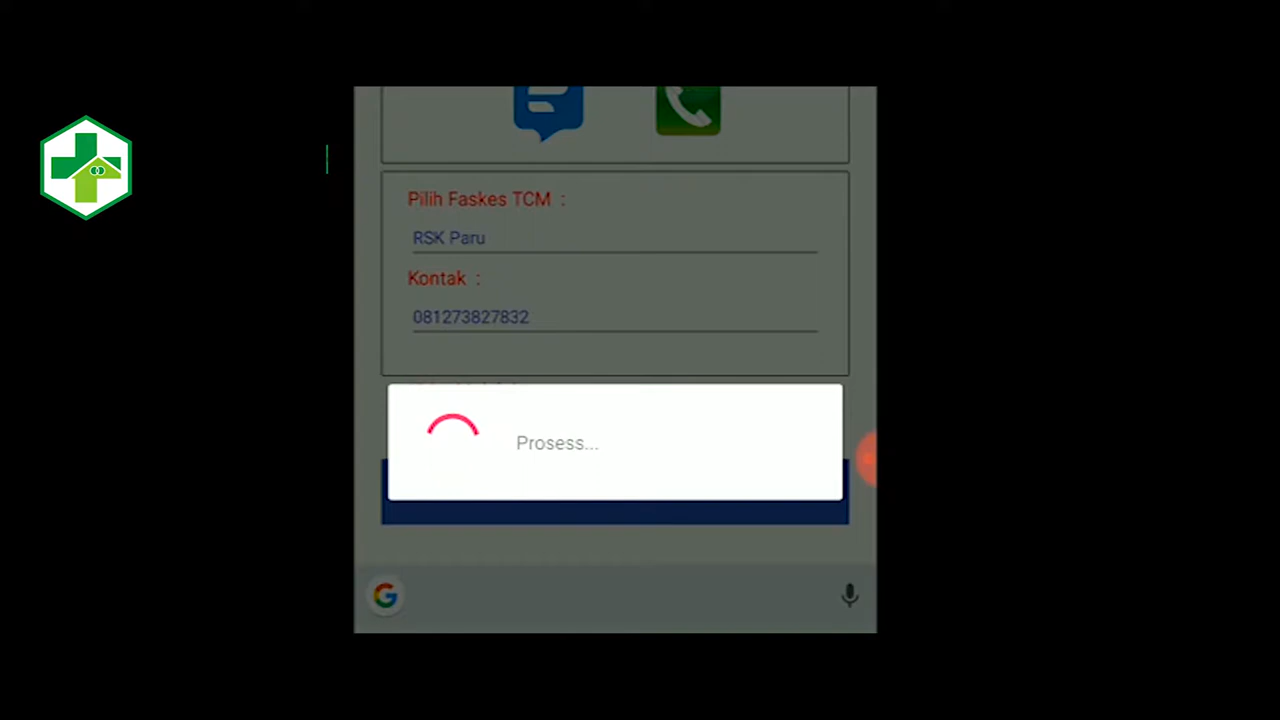 Pilih Faskes TCM :
RSK Paru
Kontak :
081273827832
Prosess...